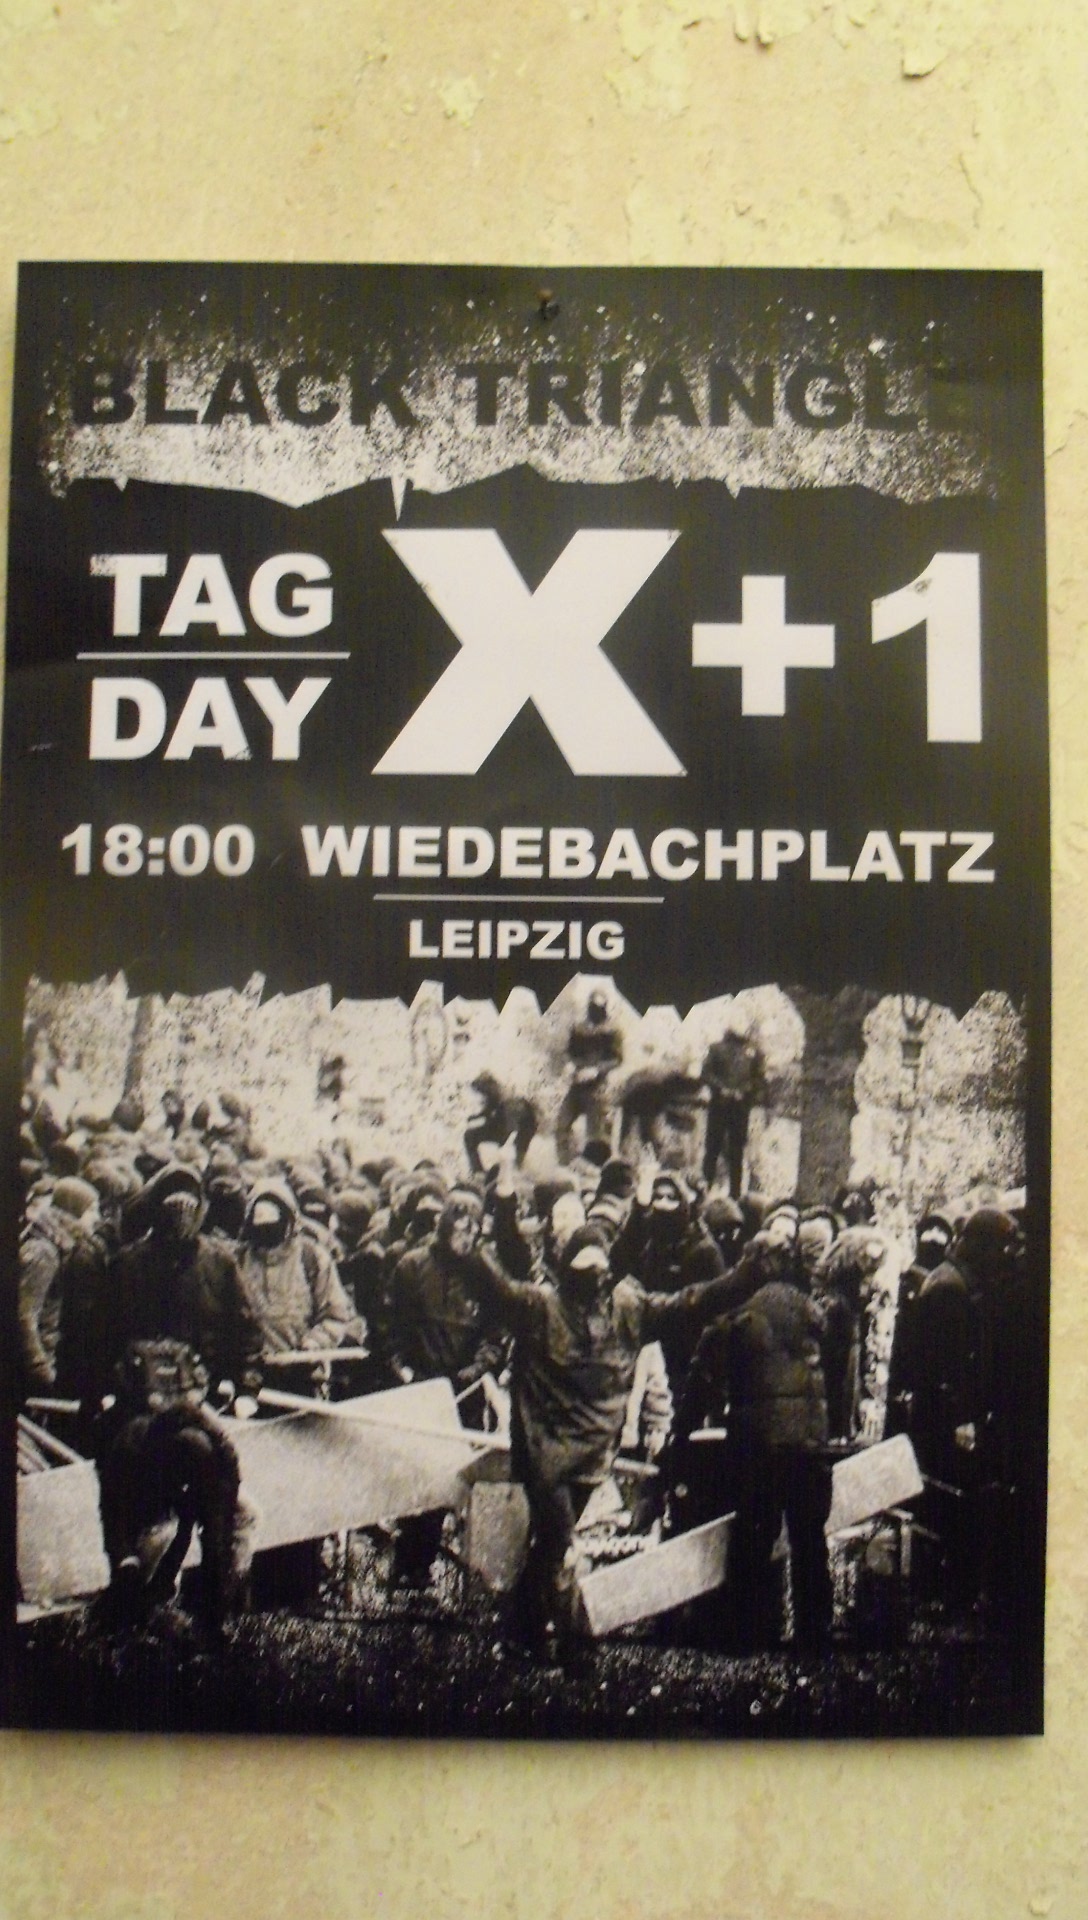 BLACK TRIANGLE
TAG
DAY
X+1
18:00 WIEDEBACHPLATZ
LEIPZIG